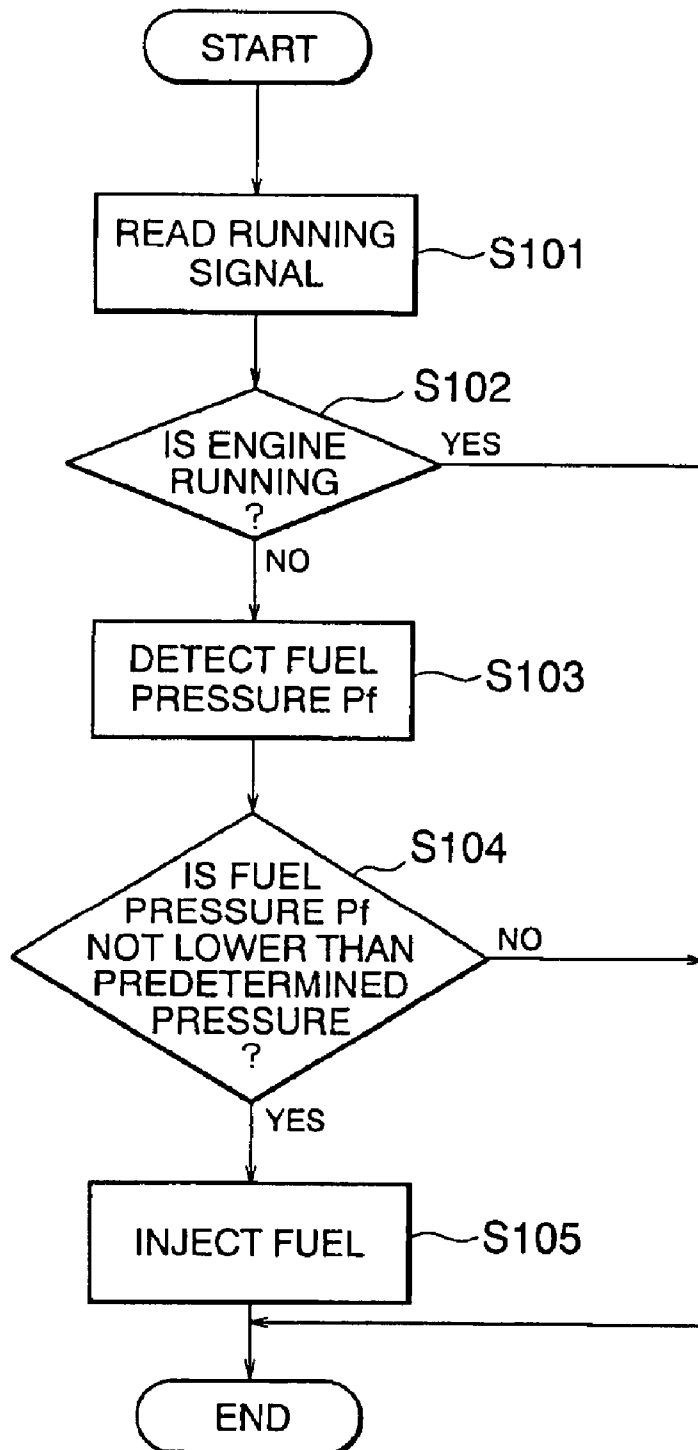 START
READ RUNNING
SIGNAL
S101
S102
IS ENGINE
RUNNING
?
YES
NO
DETECT FUEL
PRESSURE Pf
S103
S104
IS FUEL
PRESSURE Pf
NOT LOWER THAN
PREDETERMINED
PRESSURE
?
NO
YES
INJECT FUEL
S105
END